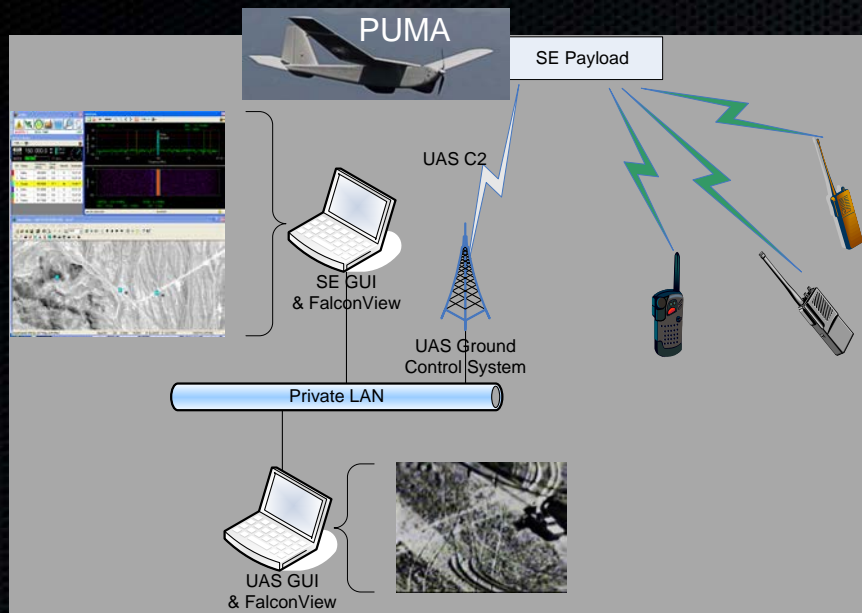 PUMA
SE Payload
UAS C2
SE GUI
& FalconView
UAS Ground
Control System
Private LAN
UAS GUI
& FalconView